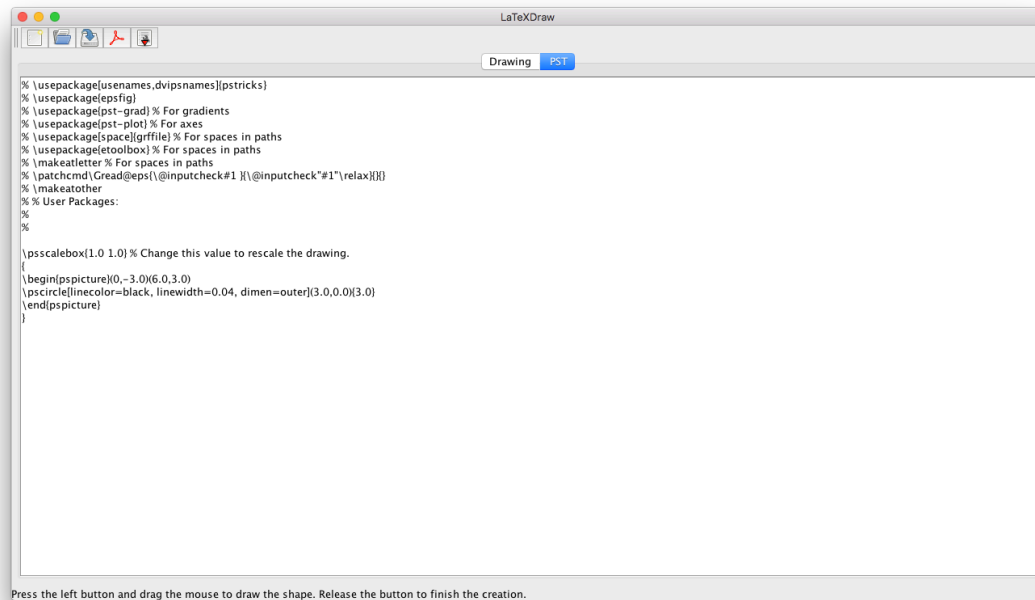 LaTeXDraw
Drawing PST
% \usepackage[usenames,dvipsnames]{pstricks}
% \usepackage{epsfig}
% \usepackage{pst-grad} % For gradients
% \usepackage{pst-plot} % For axes
% \usepackage[space]{grffile} % For spaces in paths
% \usepackage{etoolbox} % For spaces in paths
% \makeatletter % For spaces in paths
% \patchcmd\Gread@eps{\@inputcheck#1 }{\@inputcheck"#1"\relax}{}{}
% \makeatother
% % User Packages:
%
%
\psscalebox{1.0 1.0} % Change this value to rescale the drawing.
{
\begin{pspicture}(0,-3.0)(6.0,3.0)
\pscircle[linecolor=black, linewidth=0.04, dimen=outer](3.0,0.0){3.0}
\end{pspicture}
}
Press the left button and drag the mouse to draw the shape. Release the button to finish the creation.